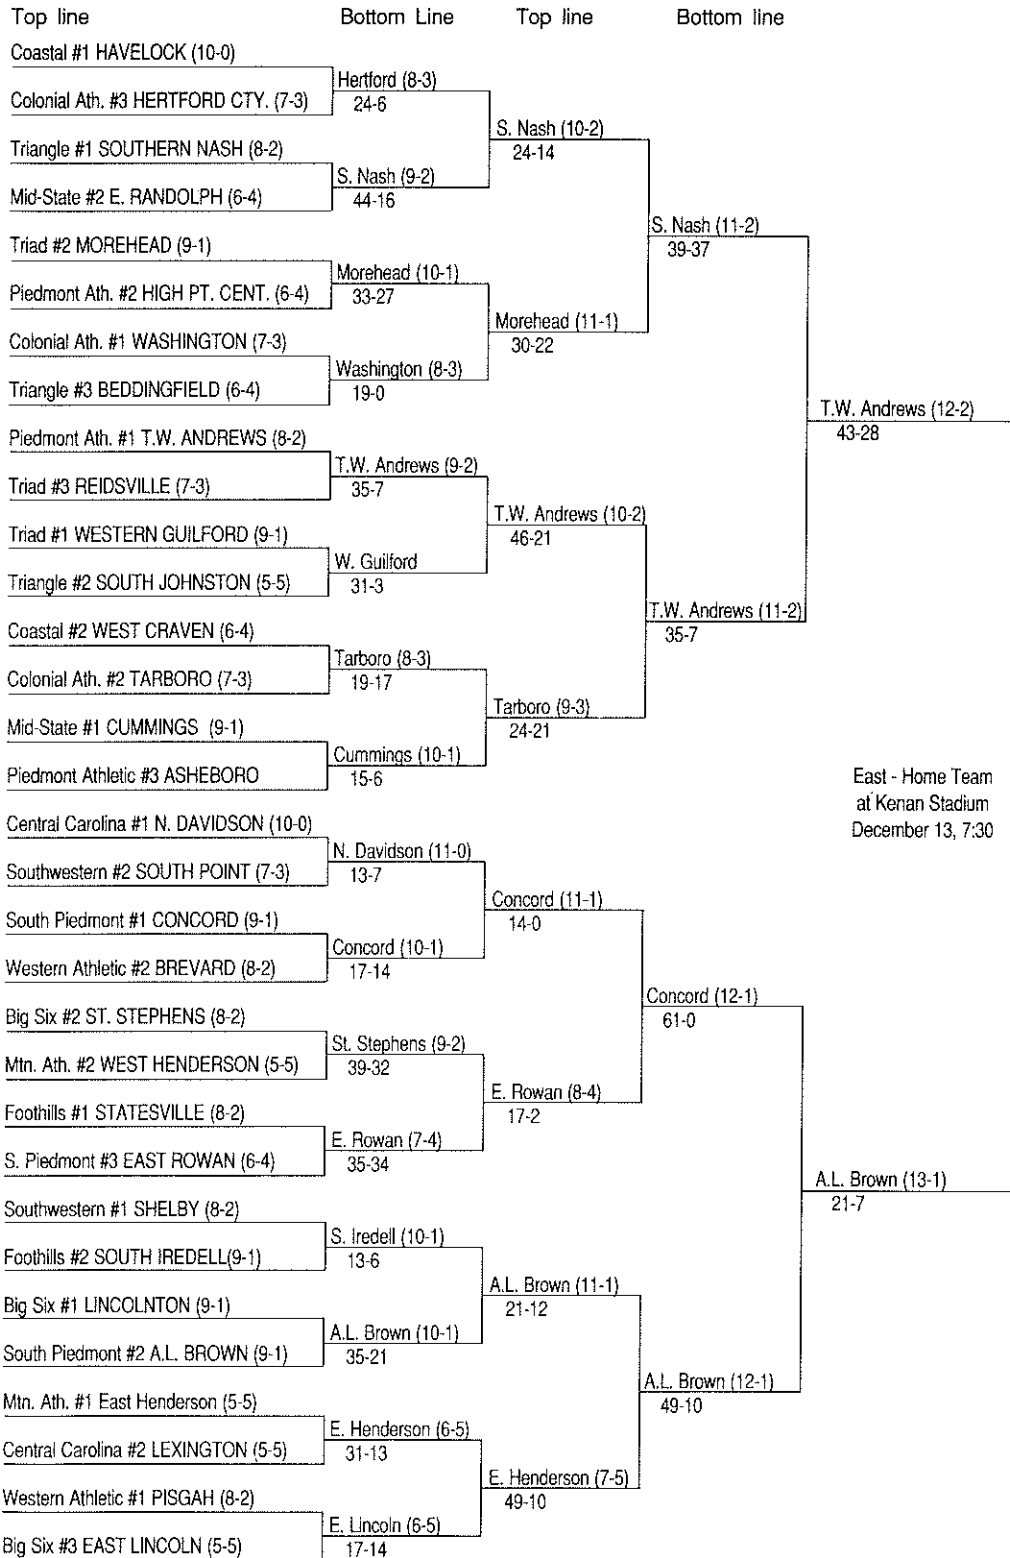 Top line
Bottom Line
Top line
Bottom line
Coastal #1 HAVELOCK (10-0)
Colonial Ath. #3 HERTFORD CTY. (7-3)
Triangle #1 SOUTHERN NASH (8-2)
Mid-State #2 E. RANDOLPH (6-4)
Triad #2 MOREHEAD (9-1)
Piedmont Ath. #2 HIGH PT. CENT. (6-4)
Colonial Ath. #1 WASHINGTON (7-3)
Triangle #3 BEDDINGFIELD (6-4)
Piedmont Ath. #1 T.W. ANDREWS (8-2)
Triad #3 REIDSVILLE (7-3)
Triad #1 WESTERN GUILFORD (9-1)
Triangle #2 SOUTH JOHNSTON (5-5)
Coastal #2 WEST CRAVEN (6-4)
Colonial Ath. #2 TARBORO (7-3)
Mid-State #1 CUMMINGS (9-1)
Piedmont Athletic #3 ASHEBORO
Central Carolina #1 N. DAVIDSON (10-0)
Southwestern #2 SOUTH POINT (7-3)
South Piedmont #1 CONCORD (9-1)
Western Athletic #2 BREVARD (8-2)
Big Six #2 ST. STEPHENS (8-2)
Mtn. Ath. #2 WEST HENDERSON (5-5)
Foothills #1 STATESVILLE (8-2)
S. Piedmont #3 EAST ROWAN (6-4)
Southwestern #1 SHELBY (8-2)
Foothills #2 SOUTH IREDELL(9-1)
Big Six #1 LINCOLNTON (9-1)
South Piedmont #2 A.L. BROWN (9-1)
Mtn. Ath. #1 East Henderson (5-5)
Central Carolina #2 LEXINGTON (5-5)
Western Athletic #1 PISGAH (8-2)
Big Six #3 EAST LINCOLN (5-5)
Hertford (8-3)
24-6
S. Nash (9-2)
44-16
Morehead (10-1)
33-27
Washington (8-3)
19-0
T.W. Andrews (9-2)
35-7
W. Guilford
31-3
Tarboro (8-3)
19-17
Cummings (10-1)
15-6
N. Davidson (11-0)
13-7
Concord (10-1)
17-14
St. Stephens (9-2)
39-32
E. Rowan (7-4)
35-34
S. Iredell (10-1)
13-6
A.L. Brown (10-1)
35-21
E. Henderson (6-5)
31-13
E. Lincoln (6-5)
17-14
S. Nash (10-2)
24-14
Morehead (11-1)
30-22
T.W. Andrews (10-2)
46-21
Tarboro (9-3)
24-21
Concord (11-1)
14-0
E. Rowan (8-4)
17-2
A.L. Brown (11-1)
21-12
E. Henderson (7-5)
49-10
S. Nash (11-2)
39-37
T.W. Andrews (11-2)
35-7
Concord (12-1)
61-0
A.L. Brown (12-1)
49-10
T.W. Andrews (12-2)
43-28
East - Home Team
at Kenan Stadium
December 13, 7:30
A.L. Brown (13-1)
21-7